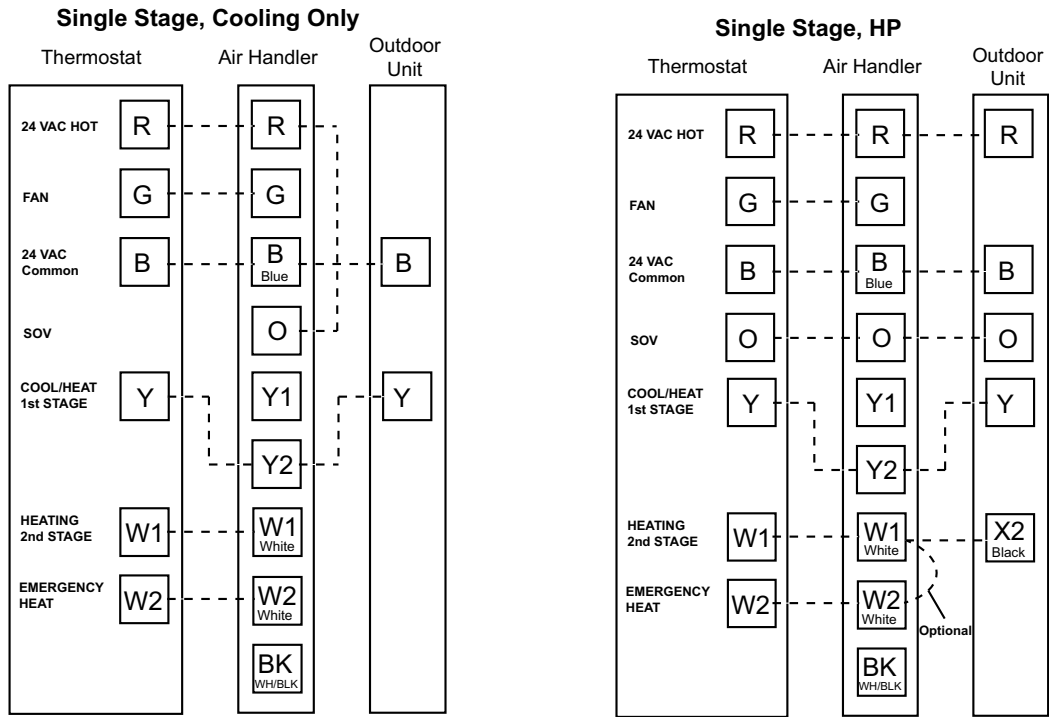 Single Stage, Cooling Only
Thermostat
Air Handler
Outdoor
Unit
24 VAC HOT
R
R
FAN
G
G
24 VAC
Common
B
B
Blue
B
SOV
O
COOL/HEAT
1st STAGE
Y
Y1
Y
Y2
HEATING
2nd STAGE
W1
W1
White
EMERGENCY
HEAT
W2
W2
White
BK
WH/BLK
Single Stage, HP
Thermostat
Air Handler
Outdoor
Unit
24 VAC HOT
R
R
R
FAN
G
G
24 VAC
Common
B
B
Blue
B
SOV
O
O
O
COOL/HEAT
1st STAGE
Y
Y1
Y
Y2
HEATING
2nd STAGE
W1
W1
White
X2
Black
EMERGENCY
HEAT
W2
W2
White
Optional
BK
WH/BLK